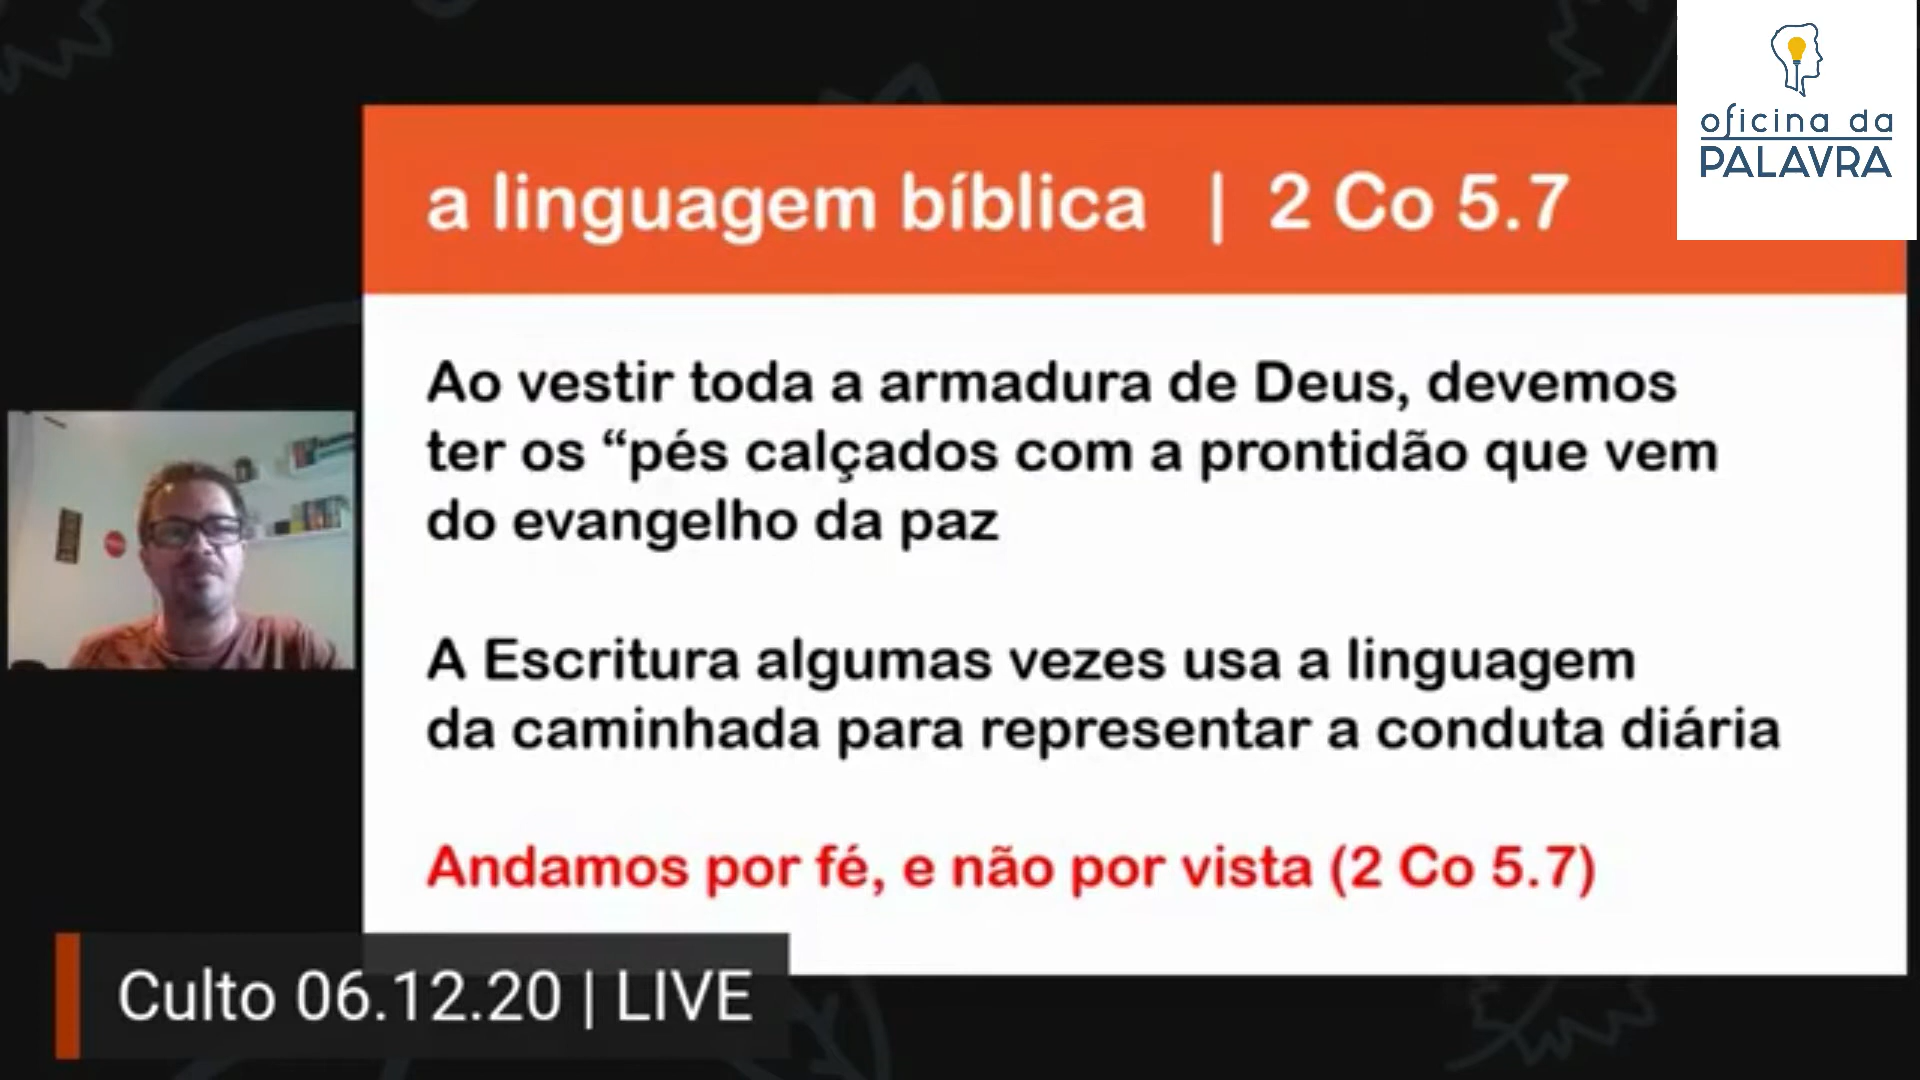 oficina da
PALAVRA
a linguagem bíblica | 2 Co 5.7
Ao vestir toda a armadura de Deus, devemos
ter os “pés calçados com a prontidão que vem
do evangelho da paz
A Escritura algumas vezes usa a linguagem
da caminhada para representar a conduta diária
Andamos por fé, e não por vista (2 Co 5.7)
Culto 06.12.20 | LIVE